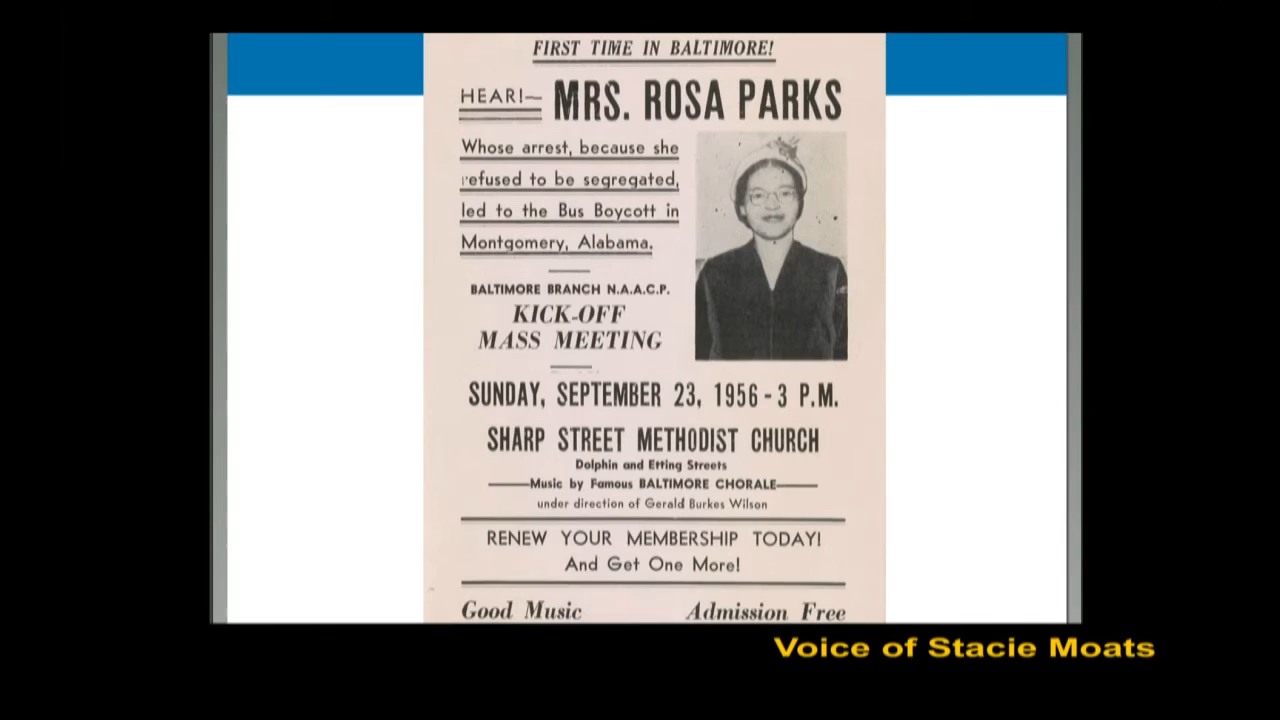 FIRST TIME IN BALTIMORE!
HEAR!— MRS. ROSA PARKS
Whose arrest, because she
refused to be segregated,
led to the Bus Boycott in
Montgomery, Alabama.
BALTIMORE BRANCH N.A.A.C.P.
KICK-OFF
MASS MEETING
SUNDAY, SEPTEMBER 23, 1956 - 3 P.M.
SHARP STREET METHODIST CHURCH
Dolphin and Etting Streets
Music by Famous BALTIMORE CHORALE
under direction of Gerald Burkes Wilson
RENEW YOUR MEMBERSHIP TODAY!
And Get One More!
Good Music Admission Free
Voice of Stacie Moats